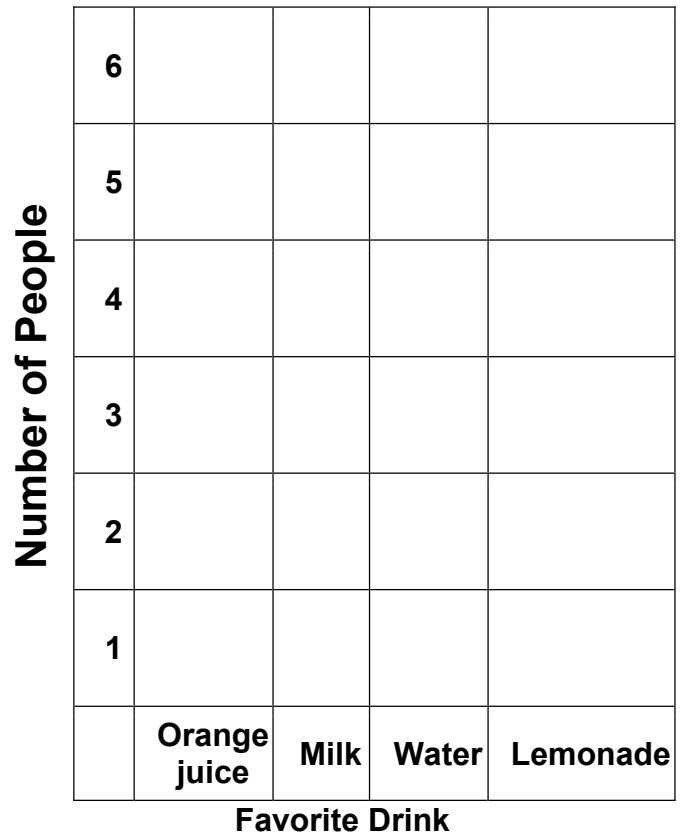 Number of People
6
5
4
3
2
1
Orange
juice
Milk
Water
Lemonade
Favorite Drink